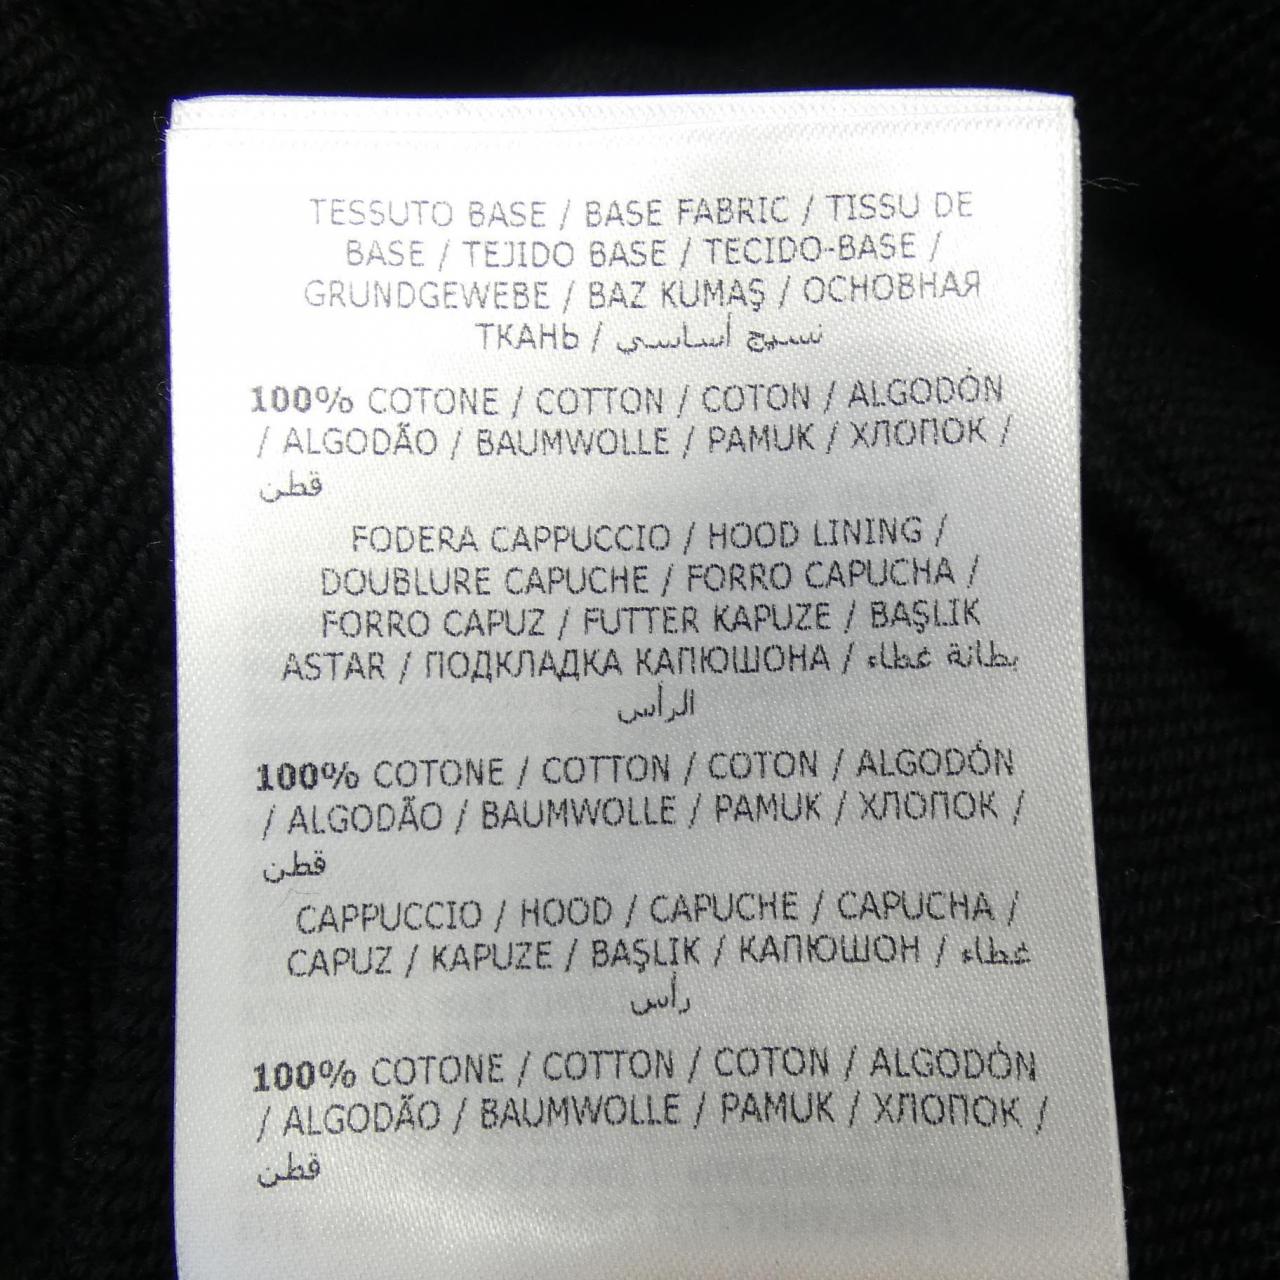 TESSUTO BASE / BASE FABRIC / TISSU DE
BASE / TEJIDO BASE / TECIDO-BASE /
GRUNDGEWEBE / BAZ KUMAŞ / ОСНОВНАЯ
ТКАНЬ / نسيج أساسي
100% COTONE / COTTON / COTON / ALGODÓN
/ ALGODÃO / BAUMWOLLE / PAMUK / ХЛОПОК /
قطن
FODERA CAPPUCCIO / HOOD LINING /
DOUBLURE CAPUCHE / FORRO CAPUCHA /
FORRO CAPUZ / FUTTER KAPUZE / BAŞLIK
ASTAR / ПОДКЛАДКА КАПЮШОНА / بطانة غطاء
الرأس
100% COTONE / COTTON / COTON / ALGODÓN
/ ALGODÃO / BAUMWOLLE / PAMUK / ХЛОПОК /
قطن
CAPPUCCIO / HOOD / CAPUCHE / CAPUCHA /
CAPUZ / KAPUZE / BAŞLIK / КАПЮШОН / غطاء
رأس
100% COTONE / COTTON / COTON / ALGODÓN
/ ALGODÃO / BAUMWOLLE / PAMUK / ХЛОПОК /
قطن